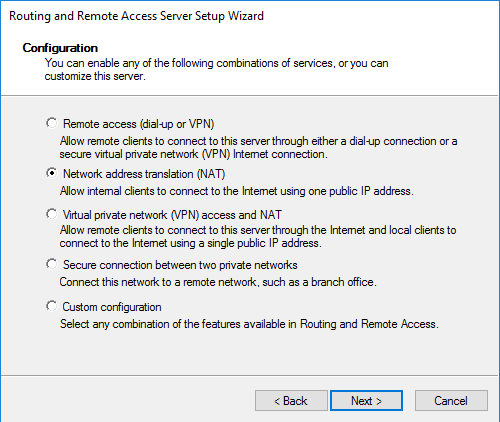 Routing and Remote Access Server Setup Wizard
Configuration
You can enable any of the following combinations of services, or you can
customize this server.
Remote access (dial-up or VPN)
Allow remote clients to connect to this server through either a dial-up connection or a
secure virtual private network (VPN) Internet connection.
Network address translation (NAT)
Allow internal clients to connect to the Internet using one public IP address.
Virtual private network (VPN) access and NAT
Allow remote clients to connect to this server through the Internet and local clients to
connect to the Internet using a single public IP address.
Secure connection between two private networks
Connect this network to a remote network, such as a branch office.
Custom configuration
Select any combination of the features available in Routing and Remote Access.
< Back Next > Cancel